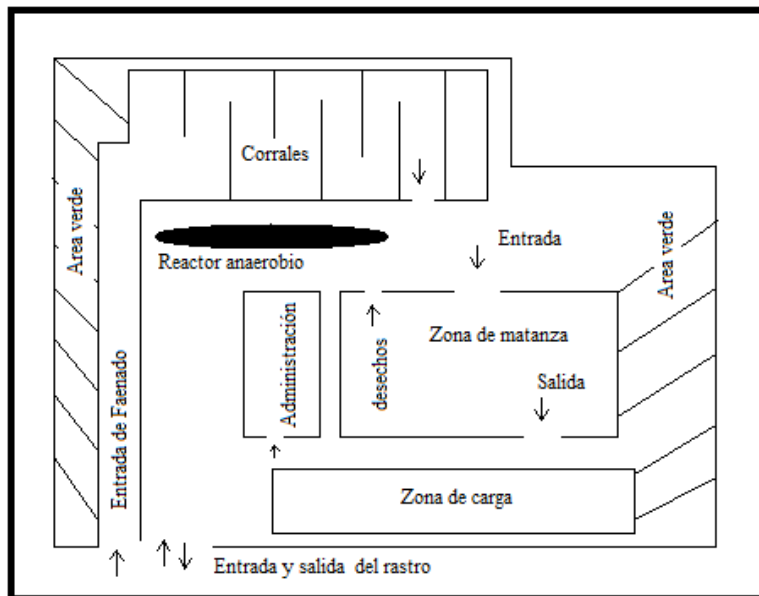 Corrales
Area verde
Entrada
Area verde
Reactor anaerobio
Administración
desechos
Zona de matanza
Salida
Entrada de Faenado
Zona de carga
Entrada y salida del rastro